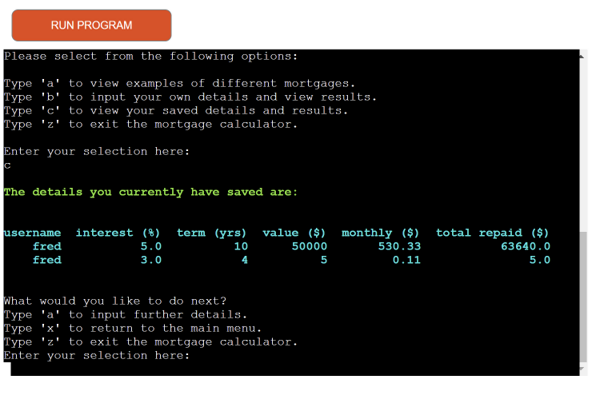 RUN PROGRAM
Please select from the following options:
Type 'a' to view examples of different mortgages.
Type 'b' to input your own details and view results.
Type 'c' to view your saved details and results.
Type 'z' to exit the mortgage calculator.
Enter your selection here:
c
The details you currently have saved are:
username interest (%) term (yrs) value ($) monthly ($) total repaid ($)
fred 5.0 10 50000 530.33 63640.0
fred 3.0 4 5 0.11 5.0
What would you like to do next?
Type 'a' to input further details.
Type 'x' to return to the main menu.
Type 'z' to exit the mortgage calculator.
Enter your selection here: